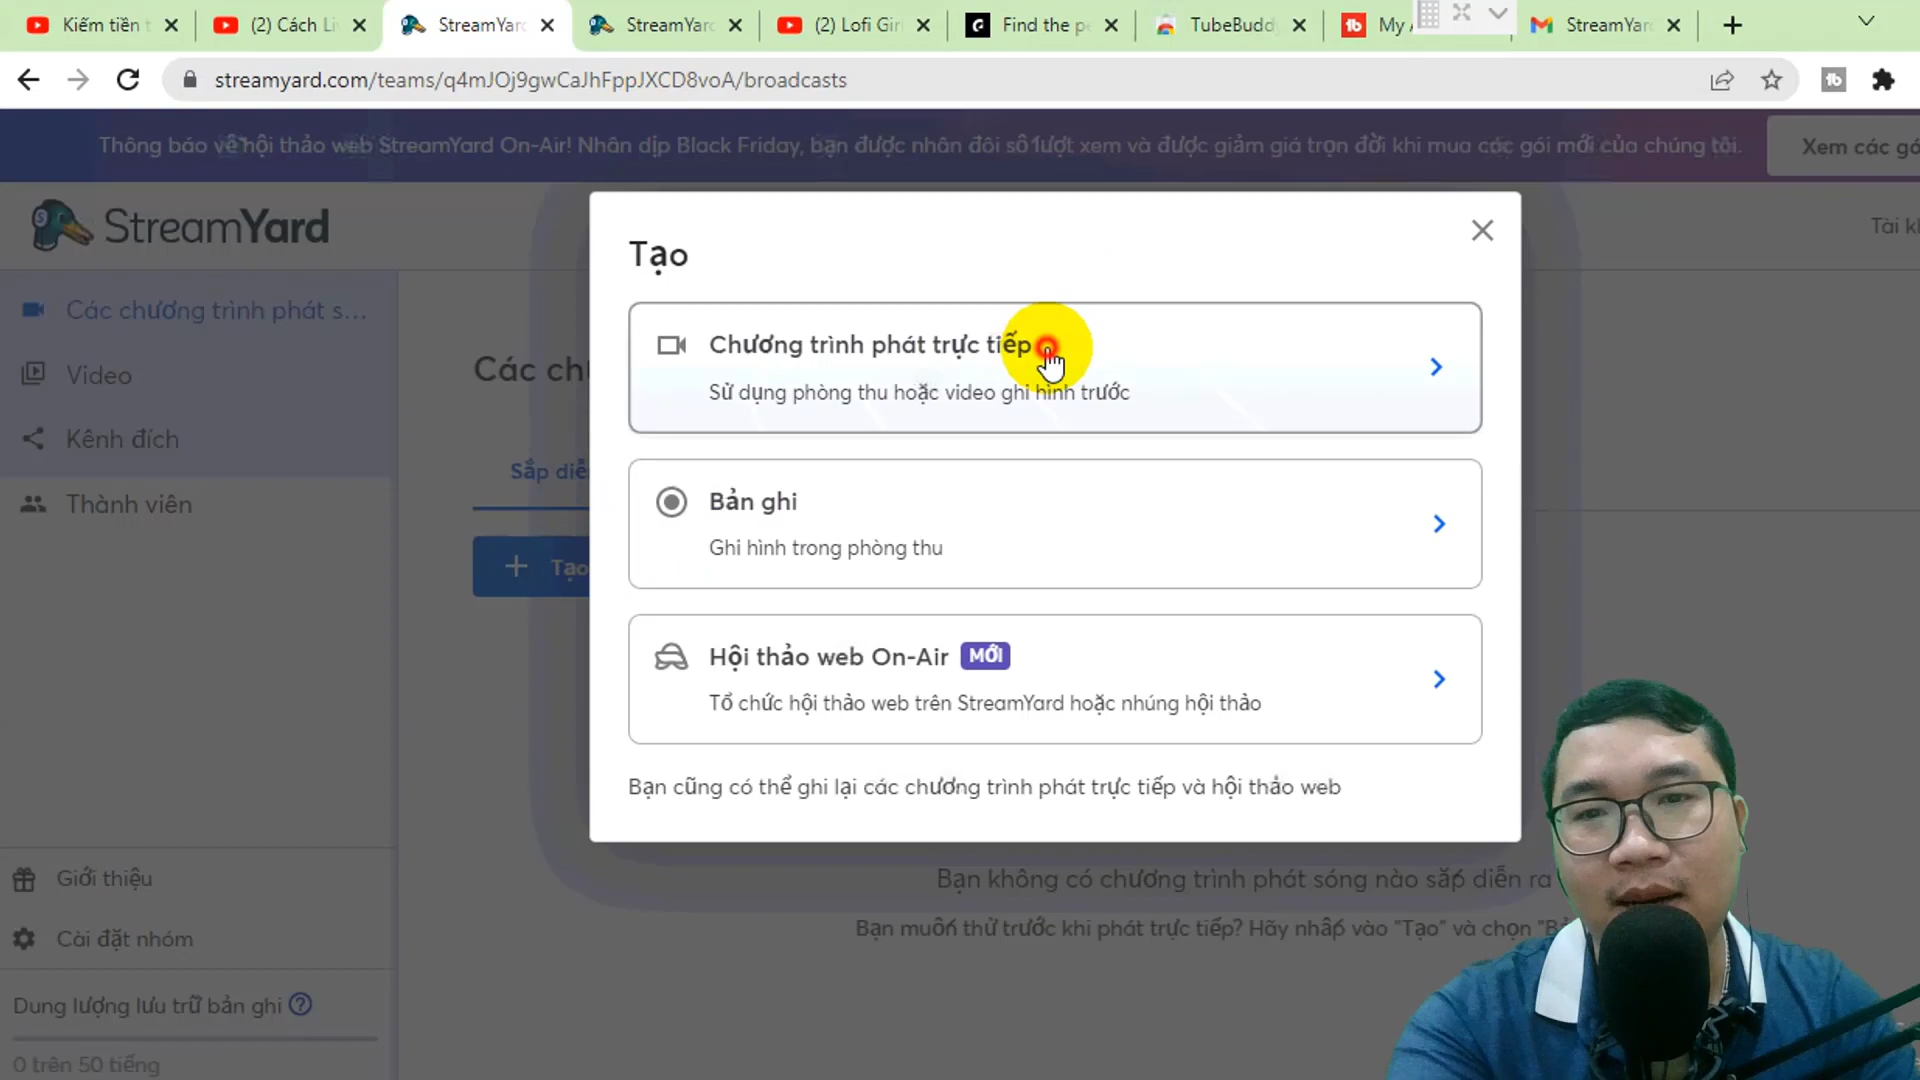 Kiếm tiền t
(2) Cách Li
StreamYar
StreamYar
(2) Lofi Girl
Find the pe
TubeBuddy
My
StreamYar
streamyard.com/teams/q4mJOj9gwCaJhFppJXCD8voA/broadcasts
Thông báo về hội thảo web StreamYard On-Air! Nhân dịp Black Friday, bạn được nhân đôi số lượt xem và được giảm giá trọn đời khi mua các gói mới của chúng tôi.
Xem các gó
StreamYard
Tài kh
Tạo
Các chương trình phát s...
Chương trình phát trực tiếp
Sử dụng phòng thu hoặc video ghi hình trước
Video
Các ch
Kênh đích
Sắp diễ
Thành viên
Bản ghi
Ghi hình trong phòng thu
Tạo
Hội thảo web On-Air MỚI
Tổ chức hội thảo web trên StreamYard hoặc nhúng hội thảo
Bạn cũng có thể ghi lại các chương trình phát trực tiếp và hội thảo web
Giới thiệu
Bạn không có chương trình phát sóng nào sắp diễn ra
Bạn muốn thử trước khi phát trực tiếp? Hãy nhấp vào "Tạo" và chọn "B
Cài đặt nhóm
Dung lượng lưu trữ bản ghi
0 trên 50 tiếng